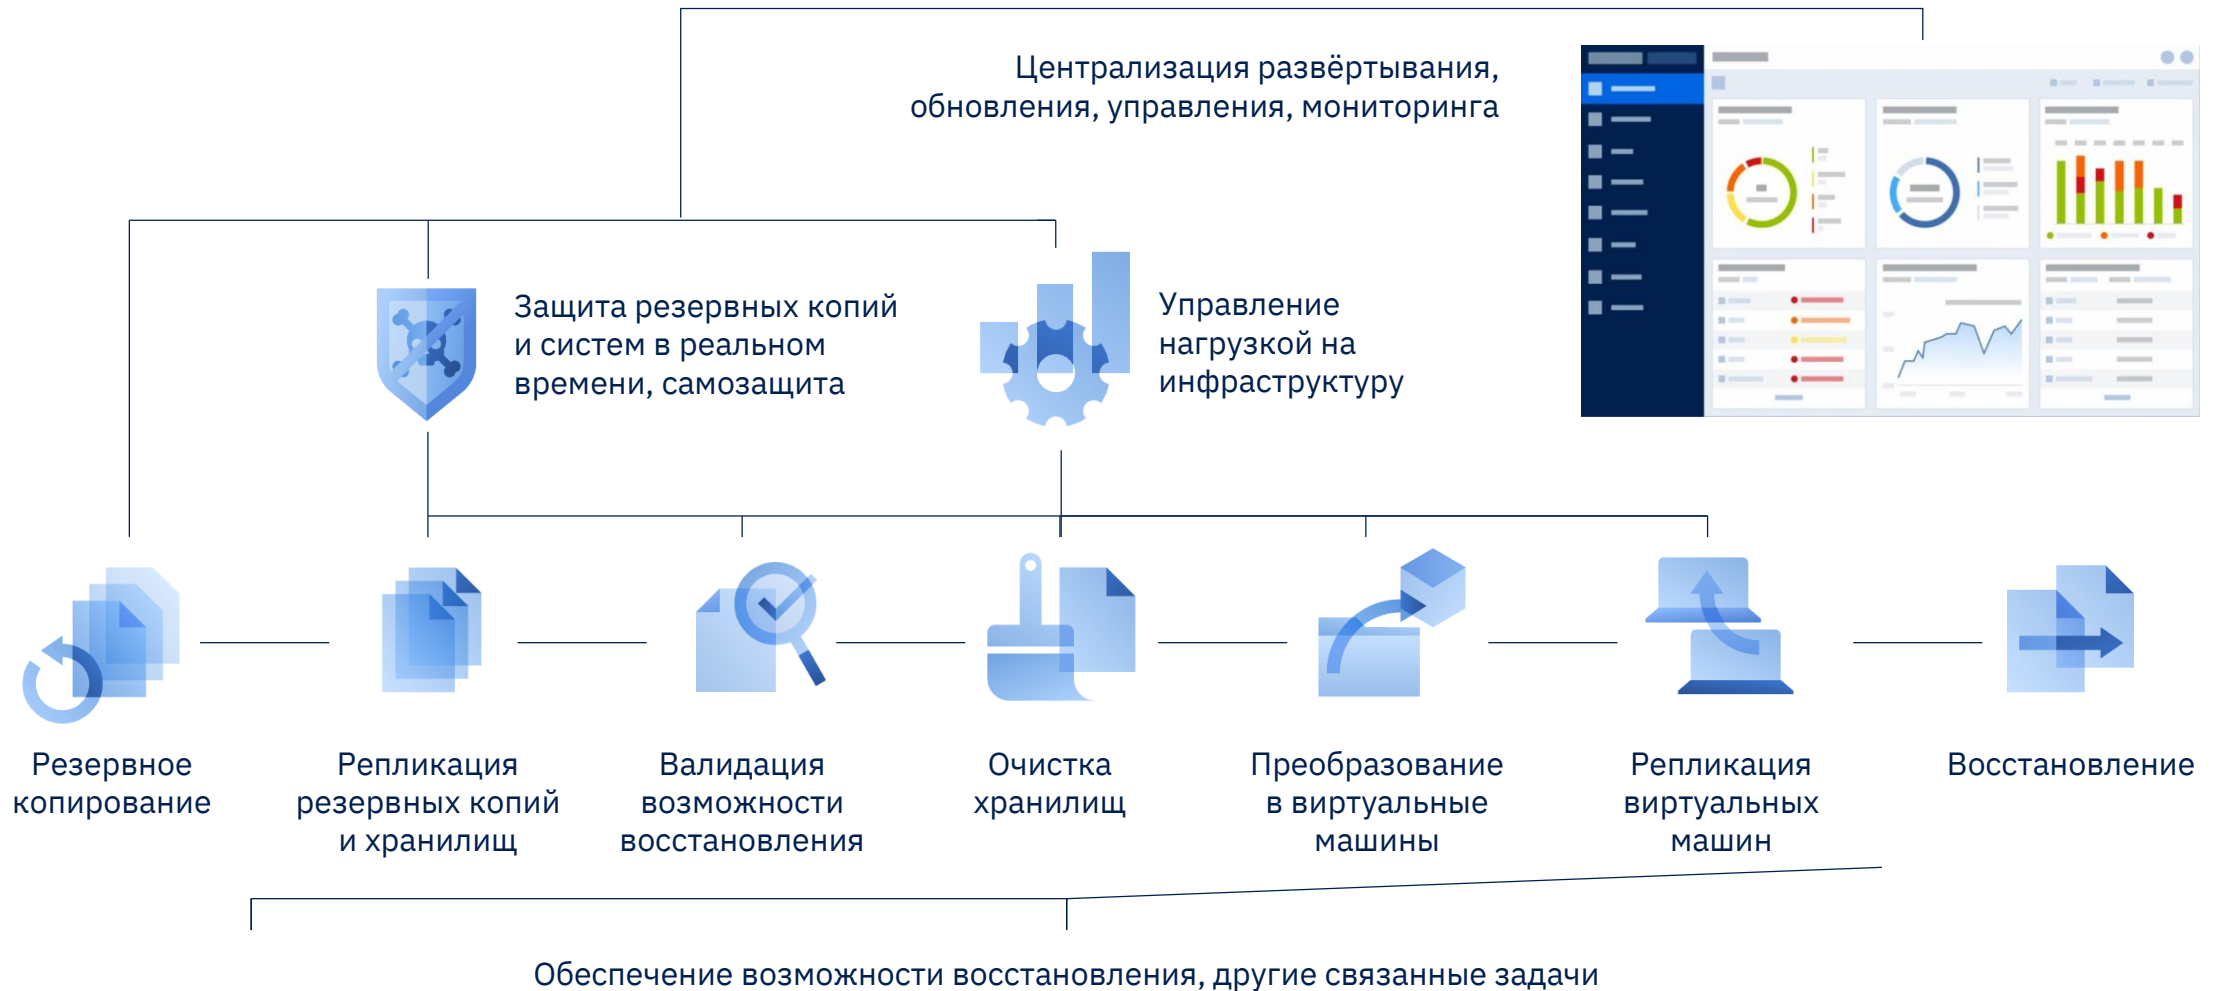 Централизация развёртывания,
обновления, управления, мониторинга
Защита резервных копий
и систем в реальном
времени, самозащита
Управление
нагрузкой на
инфраструктуру
Резервное
копирование
Репликация
резервных копий
и хранилищ
Валидация
возможности
восстановления
Очистка
хранилищ
Преобразование
в виртуальные
машины
Репликация
виртуальных
машин
Восстановление
Обеспечение возможности восстановления, другие связанные задачи